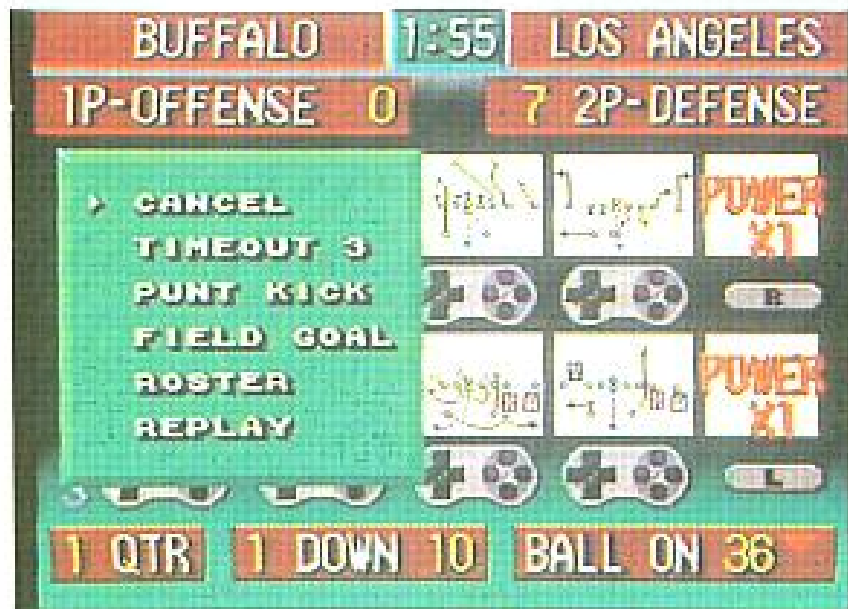 BUFFALO 1:55 LOS ANGELES
1P-OFFENSE 0 7 2P-DEFENSE
CANCEL
TIMEOUT 3
PUNT KICK
FIELD GOAL
ROSTER
REPLAY
POWER
X1
R
POWER
X1
L
1 QTR 1 DOWN 10 BALL ON 36